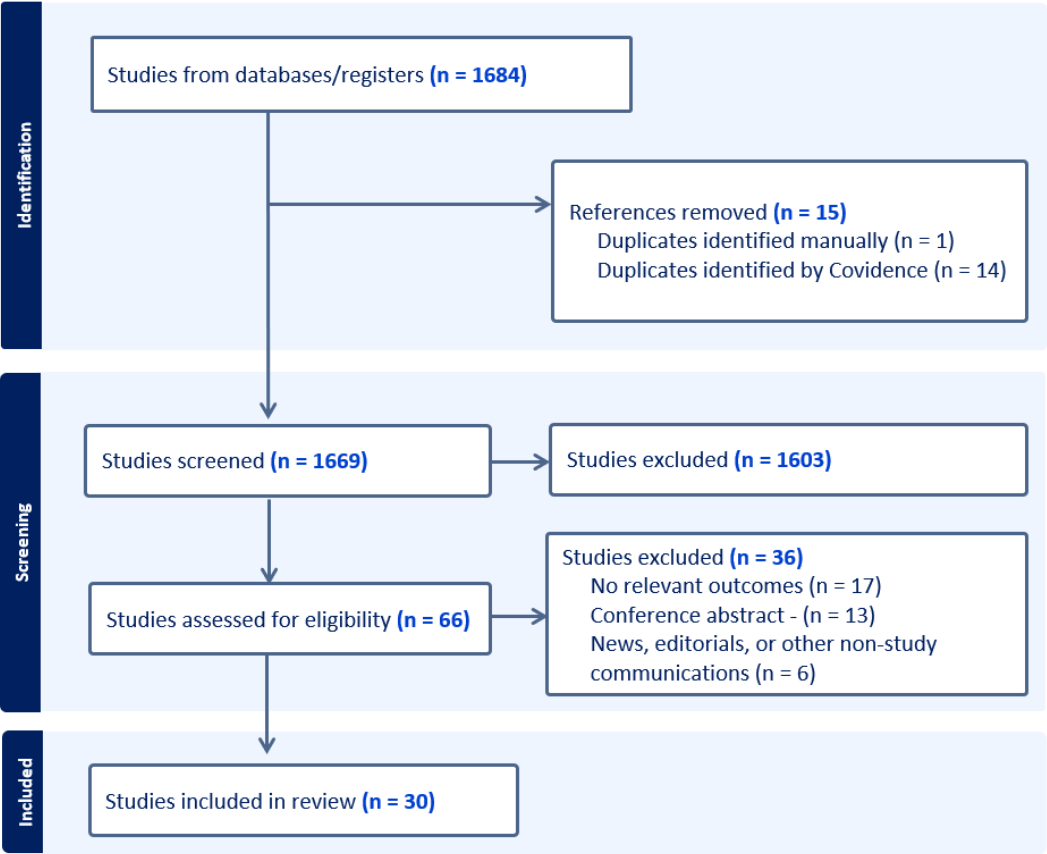 Identification
Studies from databases/registers (n = 1684)
References removed (n = 15)
Duplicates identified manually (n = 1)
Duplicates identified by Covidence (n = 14)
Screening
Studies screened (n = 1669)
Studies excluded (n = 1603)
Studies assessed for eligibility (n = 66)
Studies excluded (n = 36)
No relevant outcomes (n = 17)
Conference abstract - (n = 13)
News, editorials, or other non-study
communications (n = 6)
Included
Studies included in review (n = 30)